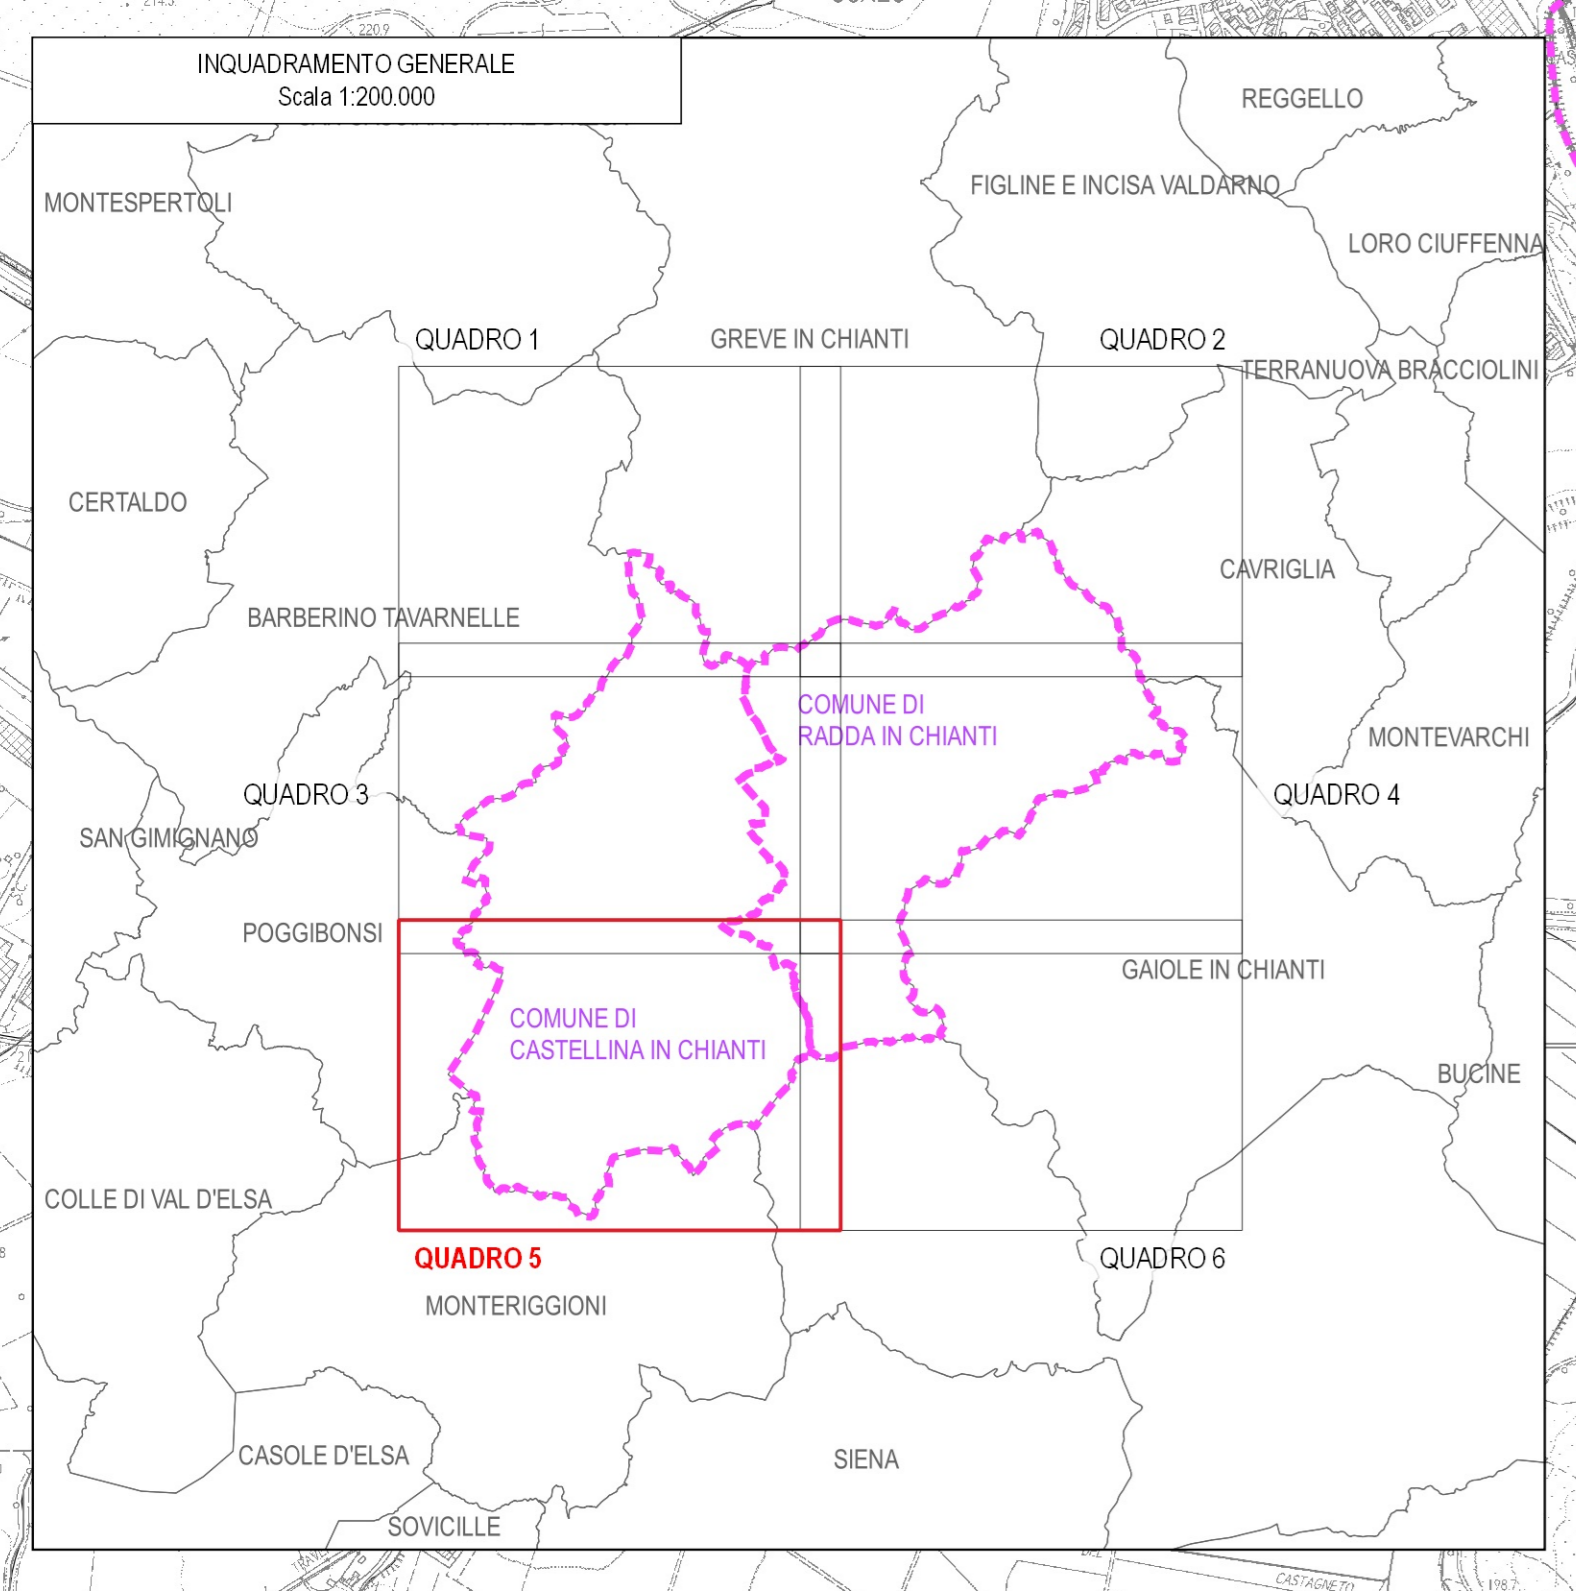 220.9
INQUADRAMENTO GENERALE
Scala 1:200.000
REGGELLO
FIGLINE E INCISA VALDARNO
MONTESPERTOLI
LORO CIUFFENNA
QUADRO 1
GREVE IN CHIANTI
QUADRO 2
TERRANUOVA BRACCIOLINI
CERTALDO
CAVRIGLIA
BARBERINO TAVARNELLE
COMUNE DI
RADDA IN CHIANTI
MONTEVARCHI
QUADRO 3
QUADRO 4
SAN GIMIGNANO
POGGIBONSI
GAIOLE IN CHIANTI
COMUNE DI
CASTELLINA IN CHIANTI
BUCINE
COLLE DI VAL D'ELSA
QUADRO 5
QUADRO 6
MONTERIGGIONI
CASOLE D'ELSA
SIENA
SOVICILLE
CASTAGNETO